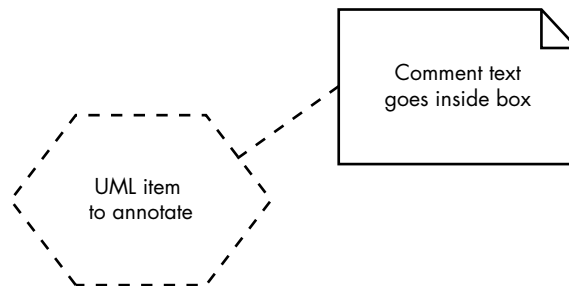 Comment text
goes inside box
UML item
to annotate